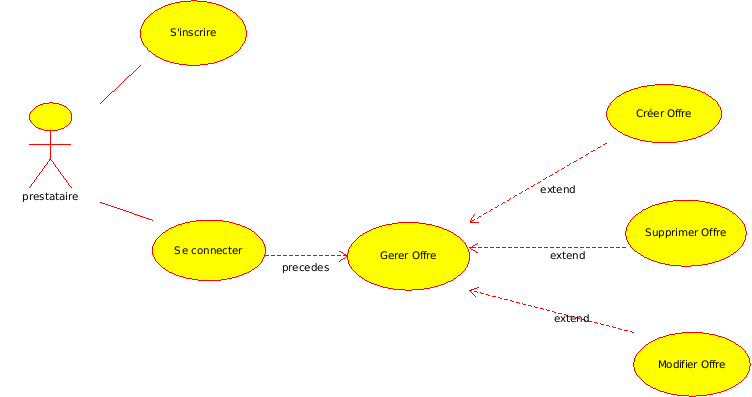 S'inscrire
Créer Offre
extend
prestataire
Supprimer Offre
Se connecter
precedes
Gerer Offre
extend
extend
Modifier Offre